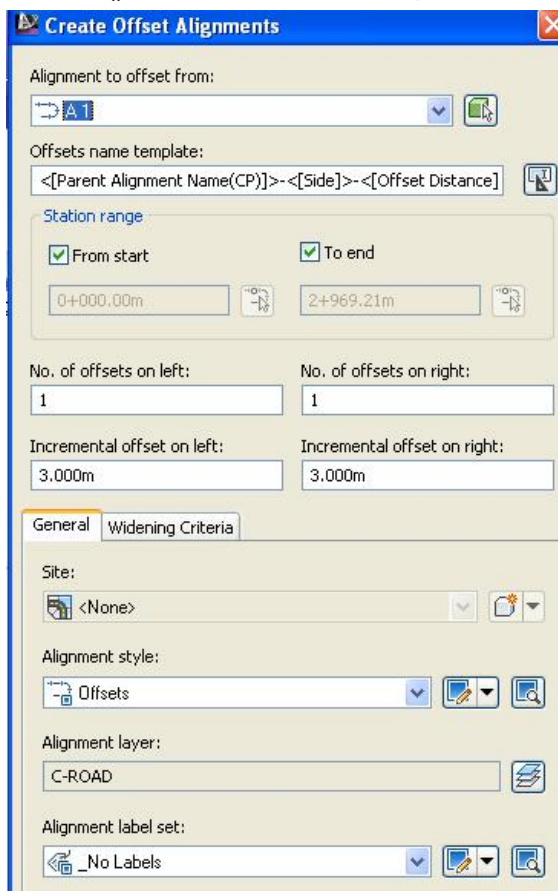 Create Offset Alignments
Alignment to offset from:
A 1
Offsets name template:
<[Parent Alignment Name(CP)]>-<[Side]>-<[Offset Distance]
Station range
From start
To end
0+000.00m
2+969.21m
No. of offsets on left:
No. of offsets on right:
1
1
Incremental offset on left:
Incremental offset on right:
3.000m
3.000m
General
Widening Criteria
Site:
<None>
Alignment style:
Offsets
Alignment layer:
C-ROAD
Alignment label set:
_No Labels